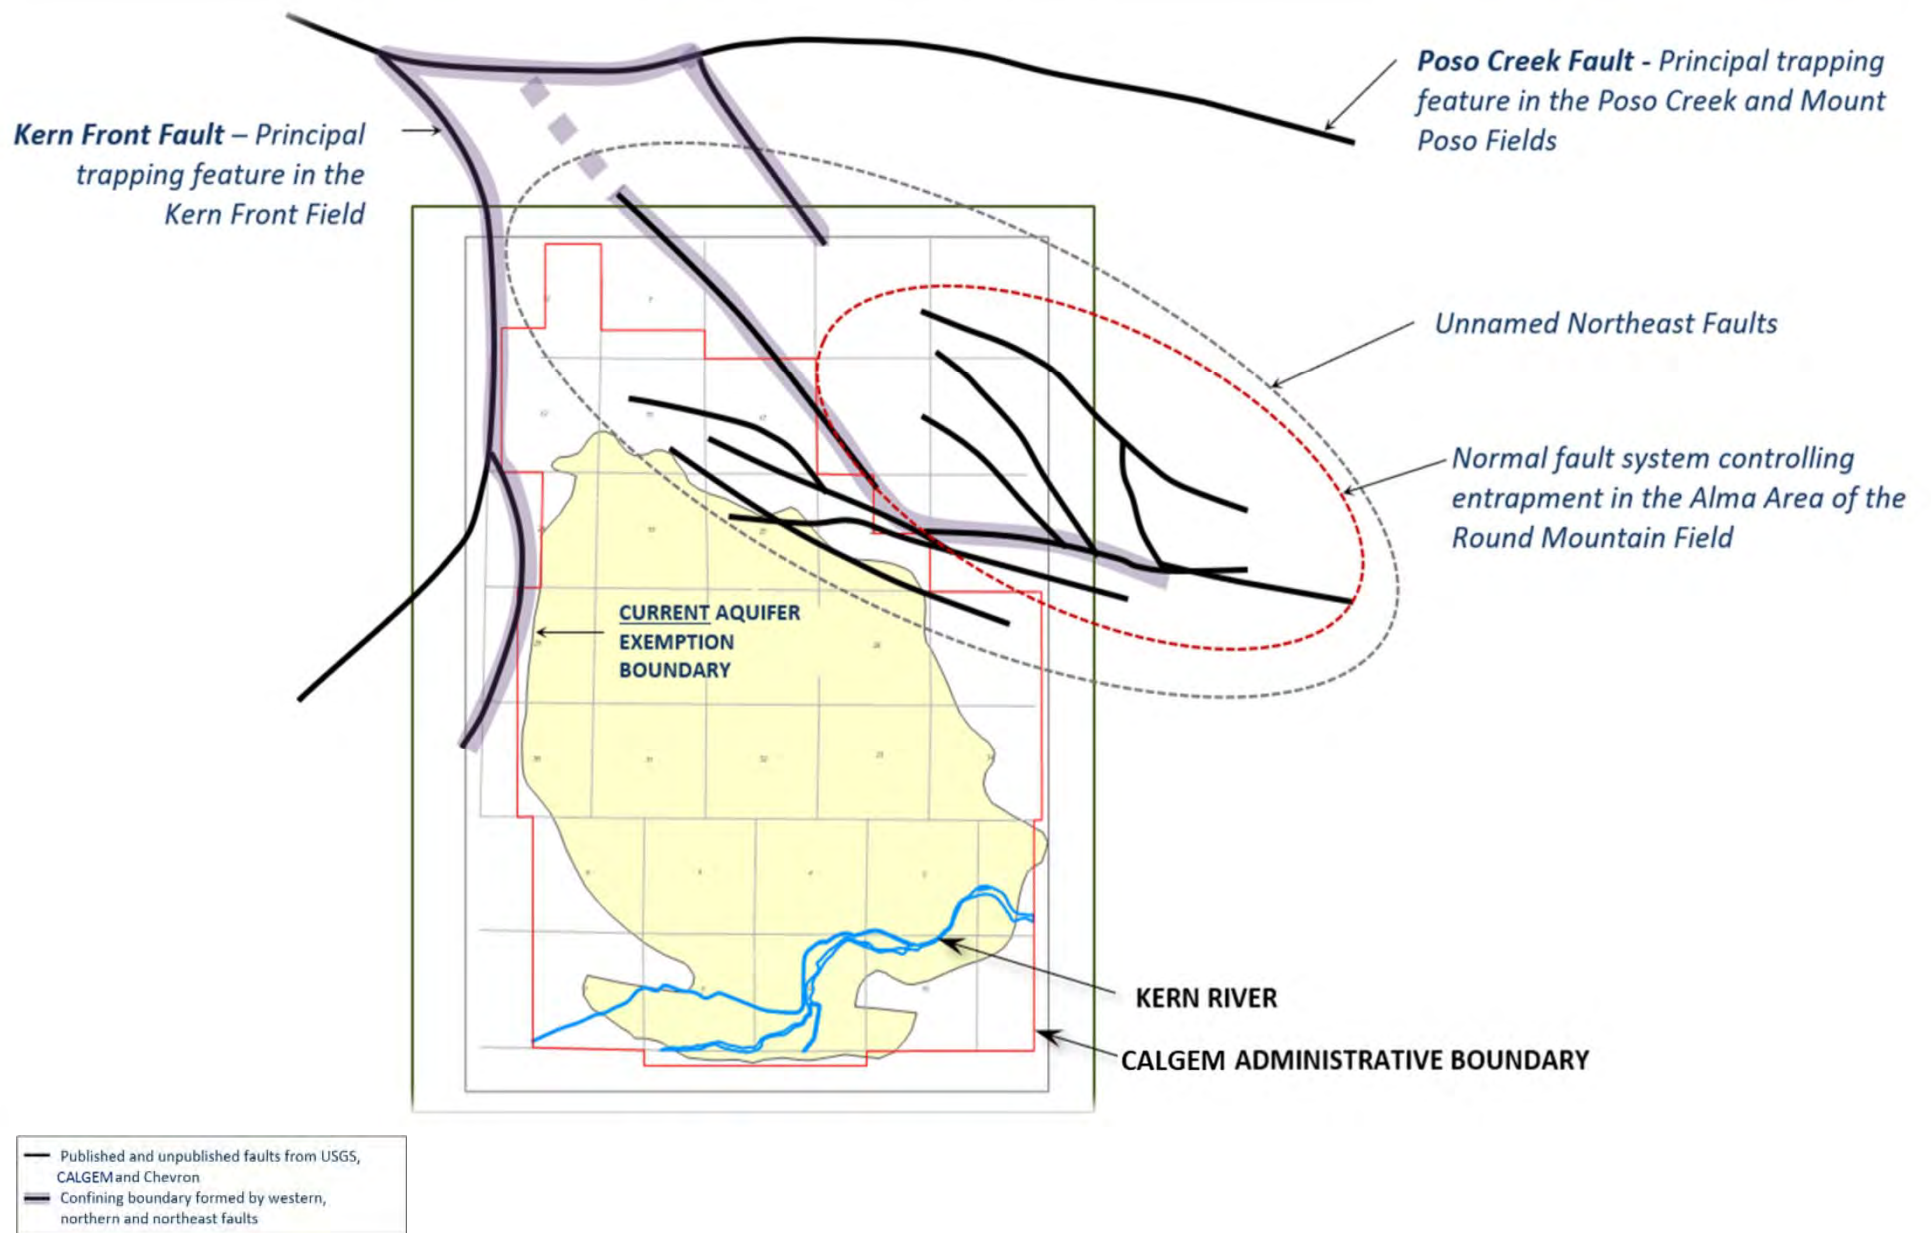 Poso Creek Fault - Principal trapping
feature in the Poso Creek and Mount
Poso Fields
Kern Front Fault – Principal
trapping feature in the
Kern Front Field
Unnamed Northeast Faults
Normal fault system controlling
entrapment in the Alma Area of the
Round Mountain Field
CURRENT AQUIFER
EXEMPTION
BOUNDARY
KERN RIVER
CALGEM ADMINISTRATIVE BOUNDARY
Published and unpublished faults from USGS,
CALGEM and Chevron
Confining boundary formed by western,
northern and northeast faults